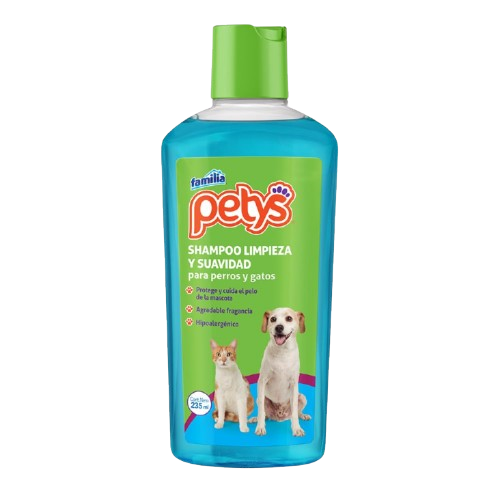 familia
petys
SHAMPOO LIMPIEZA
Y SUAVIDAD
para perros y gatos
Protege y cuida el pelo
de la mascota
Agradable fragancia
Hipoalergénico
Cont. Neto
235 ml